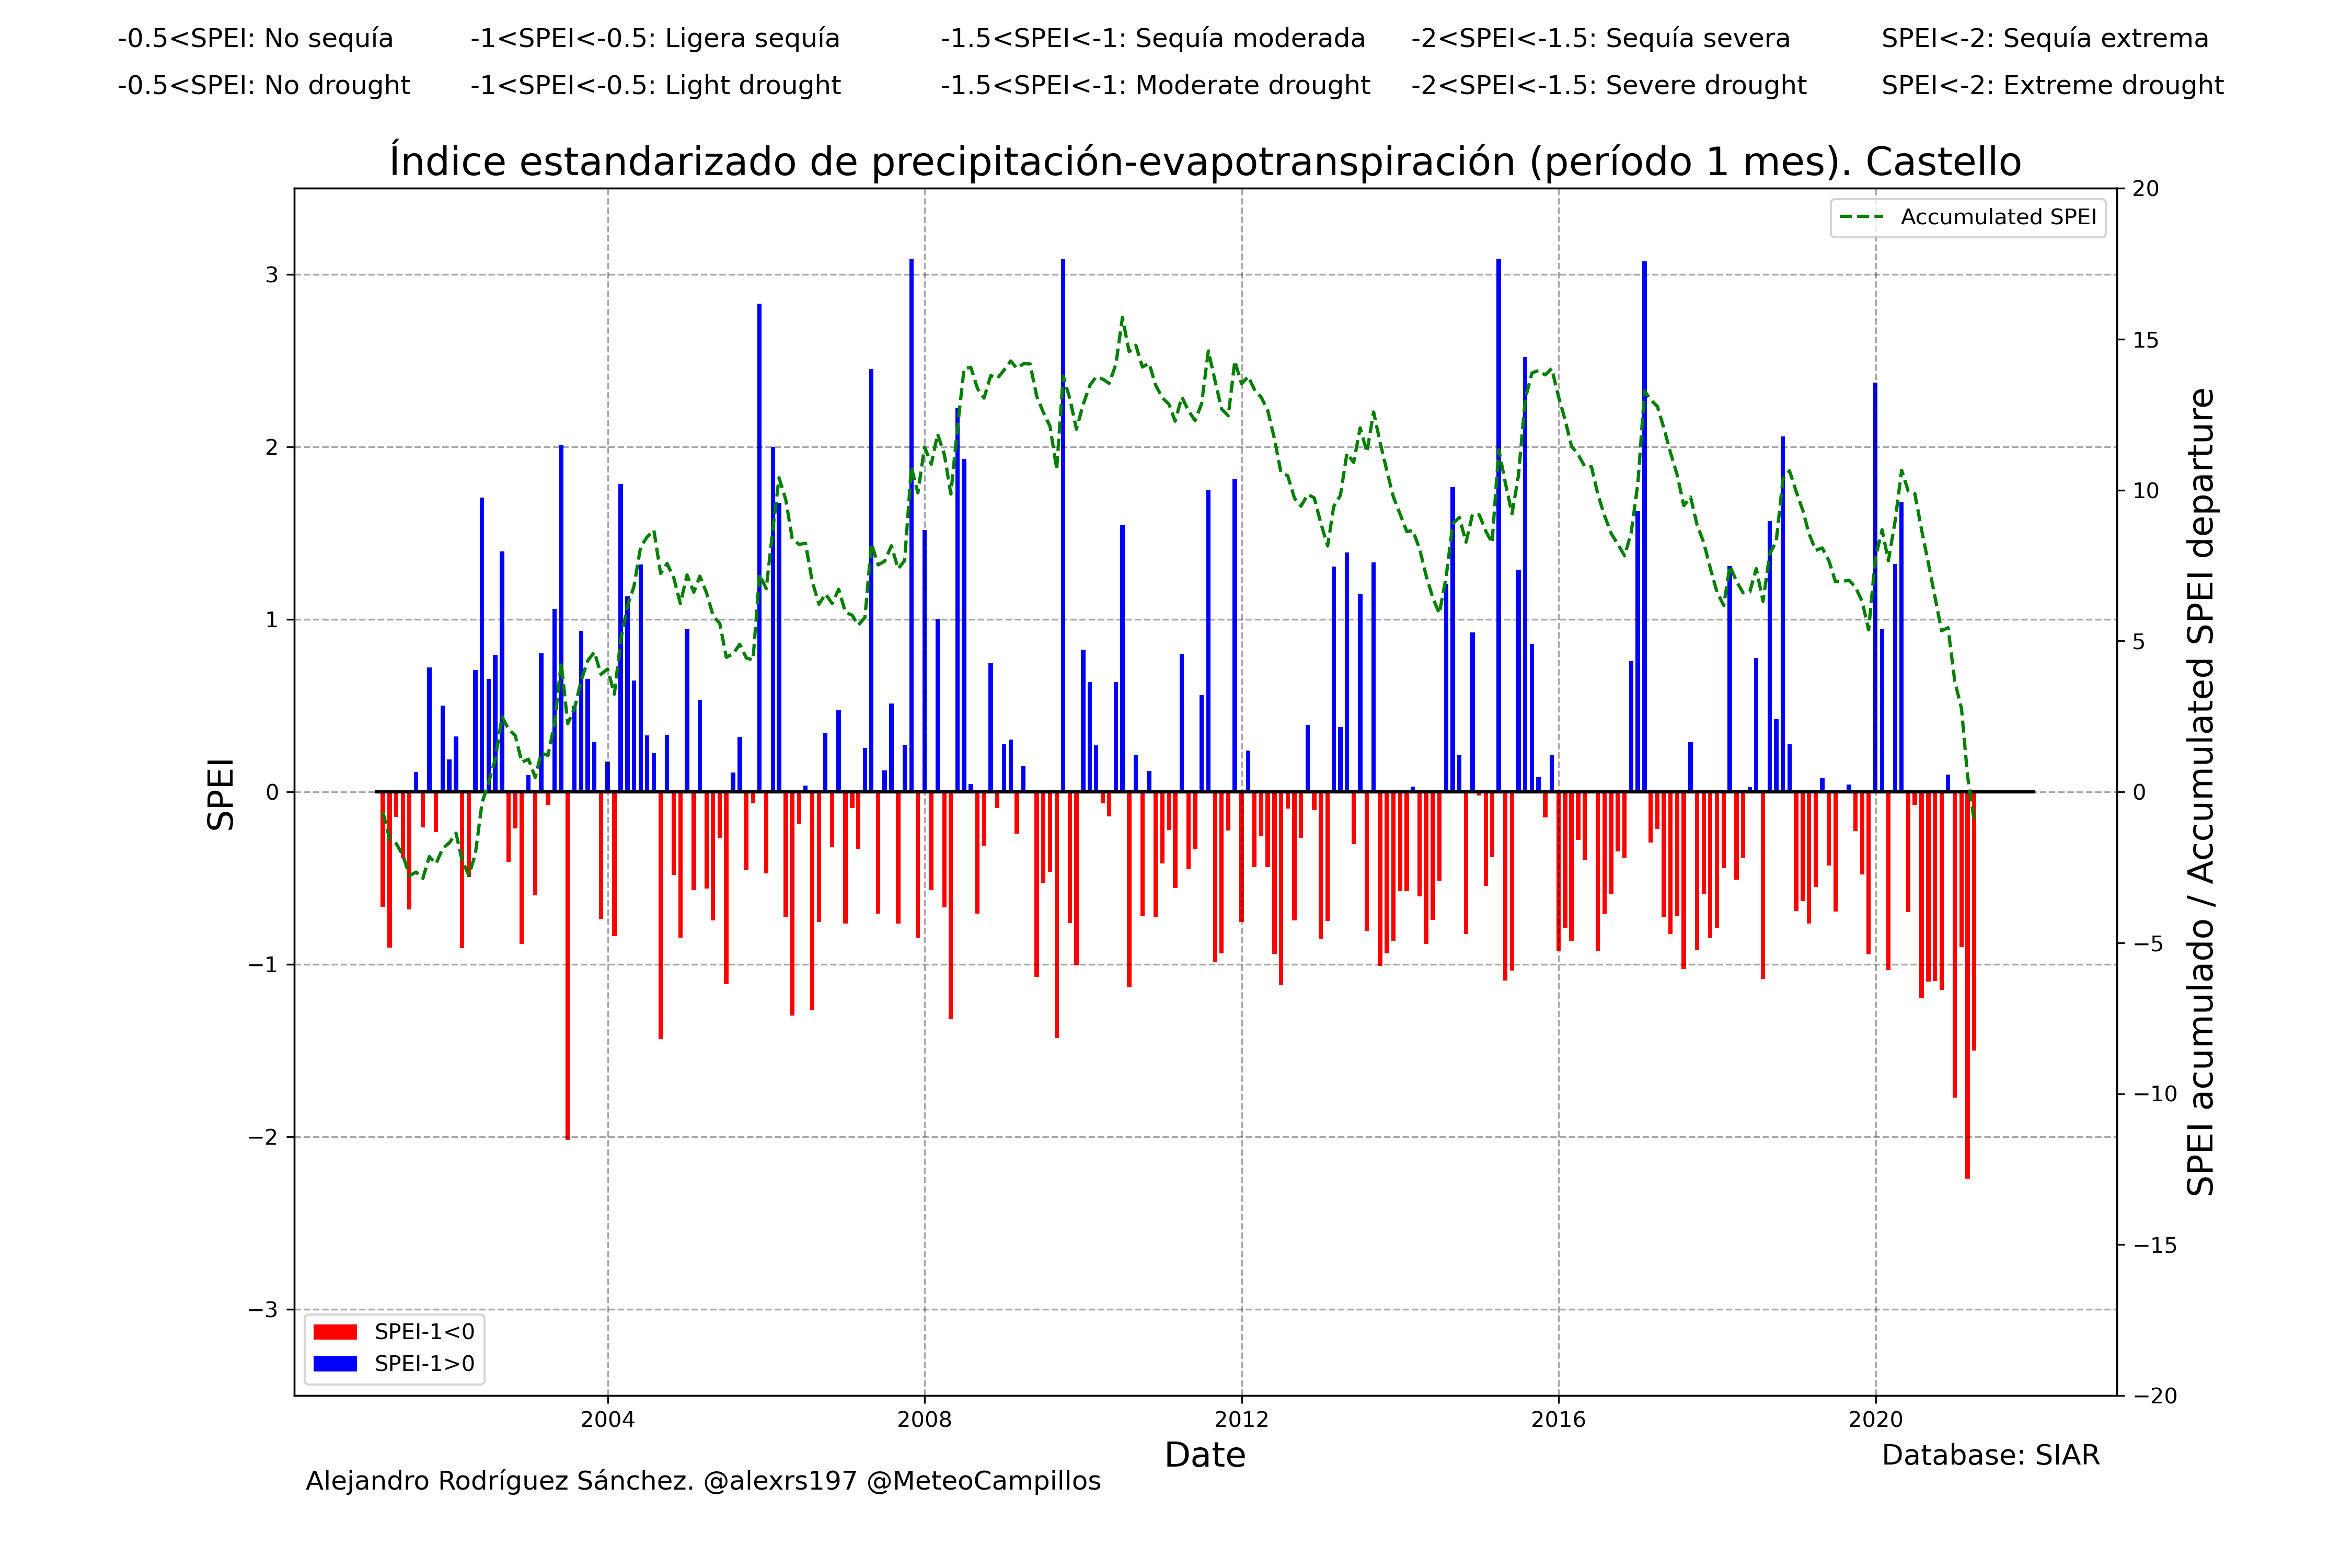 -0.5<SPEI: No sequía -1<SPEI<-0.5: Ligera sequía -1.5<SPEI<-1: Sequía moderada -2<SPEI<-1.5: Sequía severa SPEI<-2: Sequía extrema
-0.5<SPEI: No drought -1<SPEI<-0.5: Light drought -1.5<SPEI<-1: Moderate drought -2<SPEI<-1.5: Severe drought SPEI<-2: Extreme drought
Índice estandarizado de precipitación-evapotranspiración (período 1 mes). Castello
Accumulated SPEI
SPEI
3
2
1
0
−1
−2
−3
20
15
10
5
0
−5
−10
−15
−20
SPEI acumulado / Accumulated SPEI departure
SPEI-1<0
SPEI-1>0
2004 2008 2012 2016 2020
Date
Database: SIAR
Alejandro Rodríguez Sánchez. @alexrs197 @MeteoCampillos